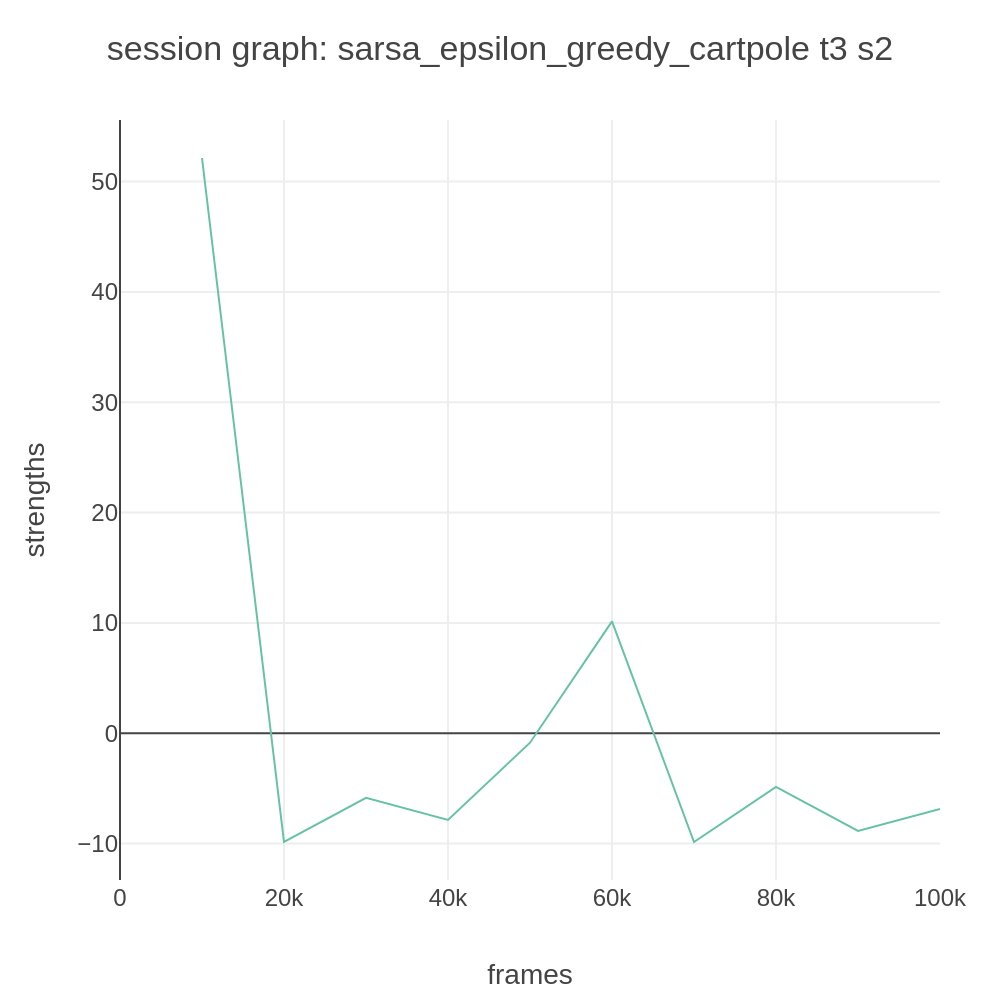 session graph: sarsa_epsilon_greedy_cartpole t3 s2
50
40
30
20
10
0
−10
strengths
0
20k
40k
60k
80k
100k
frames